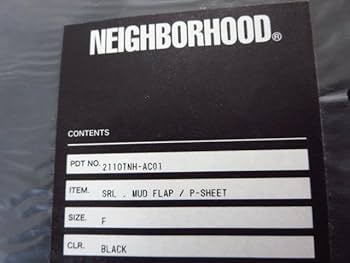 NEIGHBORHOOD®
CONTENTS
PDT NO. 211OTNH-AC01
ITEM. SRL . MUD FLAP / P-SHEET
SIZE. F
CLR. BLACK